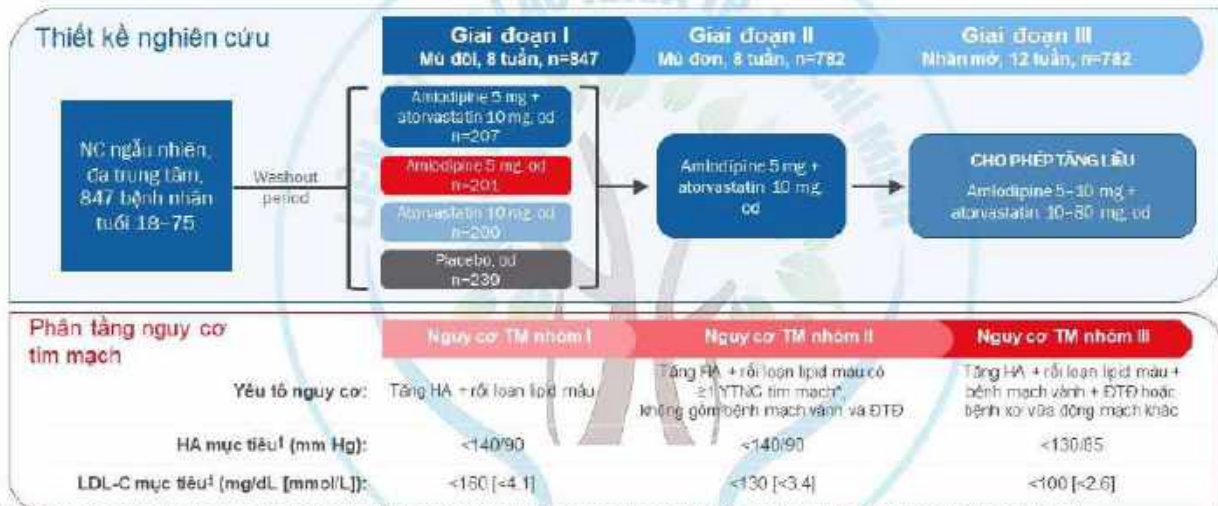 Thiết kế nghiên cứu
Giai đoạn I
Mù đôi, 8 tuần, n=847
Giai đoạn II
Mù đơn, 8 tuần, n=782
Giai đoạn III
Nhãn mở, 12 tuần, n=782
NC ngẫu nhiên,
đa trung tâm,
847 bệnh nhân
tuổi 18–75
Washout
period
Amlodipine 5 mg +
atorvastatin 10 mg, od
n=207
Amlodipine 5 mg, od
n=201
Atorvastatin 10 mg, od
n=200
Placebo, od
n=239
Amlodipine 5 mg +
atorvastatin 10 mg
od
CHO PHÉP TĂNG LIỀU
Amlodipine 5–10 mg +
atorvastatin 10–80 mg, od
Phân tầng nguy cơ
tim mạch
Nguy cơ TM nhóm I
Nguy cơ TM nhóm II
Nguy cơ TM nhóm III
Yếu tố nguy cơ:
Tăng HA + rối loạn lipid máu
Tăng HA + rối loạn lipid máu có
≥1 YTNC tim mạch*,
không gồm bệnh mạch vành và ĐTĐ
Tăng HA + rối loạn lipid máu +
bệnh mạch vành + ĐTĐ hoặc
bệnh xơ vữa động mạch khác
HA mục tiêu† (mm Hg):
<140/90
<140/90
<130/85
LDL-C mục tiêu‡ (mg/dL [mmol/L]):
<160 [<4.1]
<130 [<3.4]
<100 [<2.6]